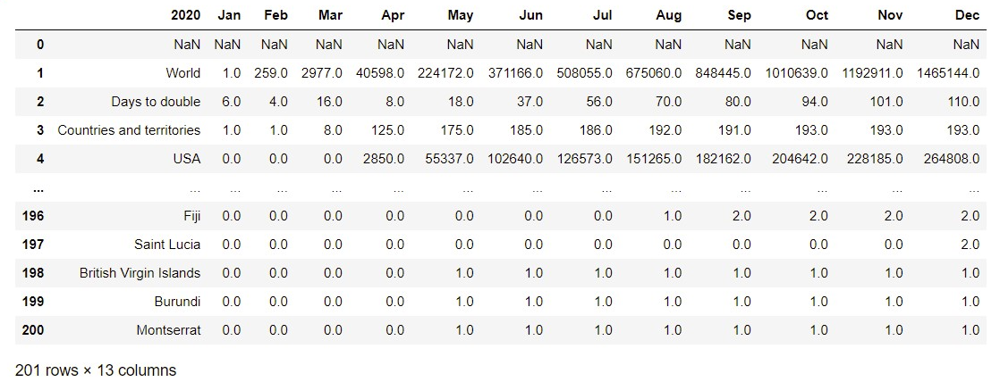 2020 Jan Feb Mar Apr May Jun Jul Aug Sep Oct Nov Dec
0 NaN NaN NaN NaN NaN NaN NaN NaN NaN NaN NaN NaN NaN
1 World 1.0 259.0 2977.0 40598.0 224172.0 371166.0 508055.0 675060.0 848445.0 1010639.0 1192911.0 1465144.0
2 Days to double 6.0 4.0 16.0 8.0 18.0 37.0 56.0 70.0 80.0 94.0 101.0 110.0
3 Countries and territories 1.0 1.0 8.0 125.0 175.0 185.0 186.0 192.0 191.0 193.0 193.0 193.0
4 USA 0.0 0.0 0.0 2850.0 55337.0 102640.0 126573.0 151265.0 182162.0 204642.0 228185.0 264808.0
... ... ... ... ... ... ... ... ... ... ... ... ... ...
196 Fiji 0.0 0.0 0.0 0.0 0.0 0.0 0.0 1.0 2.0 2.0 2.0 2.0
197 Saint Lucia 0.0 0.0 0.0 0.0 0.0 0.0 0.0 0.0 0.0 0.0 0.0 2.0
198 British Virgin Islands 0.0 0.0 0.0 0.0 1.0 1.0 1.0 1.0 1.0 1.0 1.0 1.0
199 Burundi 0.0 0.0 0.0 0.0 1.0 1.0 1.0 1.0 1.0 1.0 1.0 1.0
200 Montserrat 0.0 0.0 0.0 0.0 1.0 1.0 1.0 1.0 1.0 1.0 1.0 1.0
201 rows × 13 columns